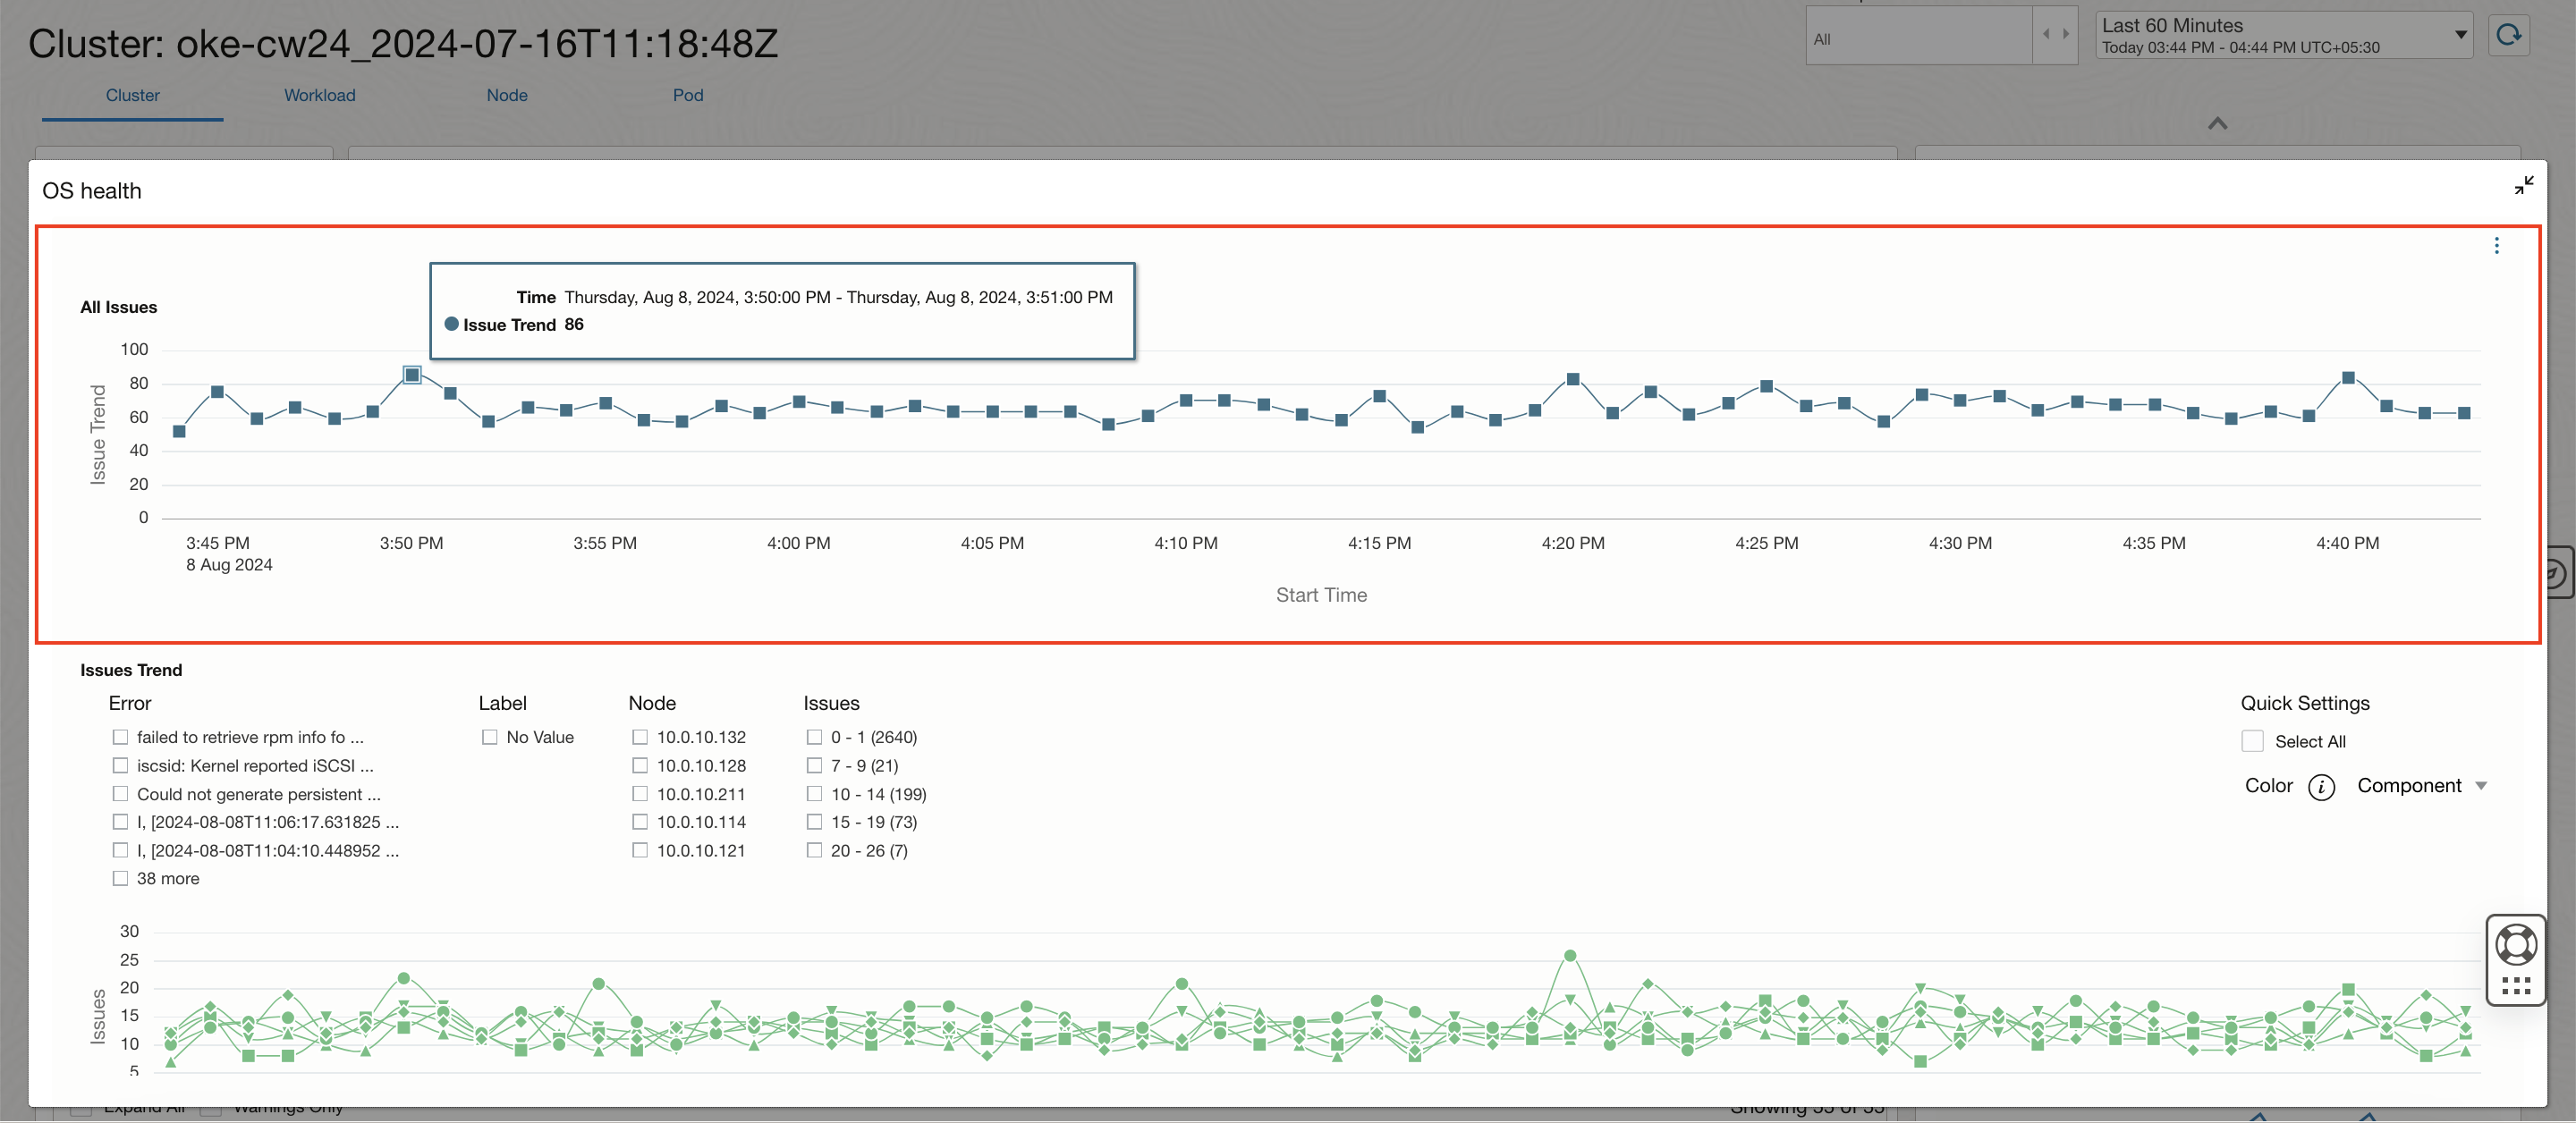 Cluster: oke-cw24_2024-07-16T11:18:48Z
All
Last 60 Minutes
Today 03:44 PM - 04:44 PM UTC+05:30
Cluster
Workload
Node
Pod
OS health
Time Thursday, Aug 8, 2024, 3:50:00 PM - Thursday, Aug 8, 2024, 3:51:00 PM
Issue Trend 86
All Issues
Issue Trend
100
80
60
40
20
0
3:45 PM
8 Aug 2024
3:50 PM
3:55 PM
4:00 PM
4:05 PM
4:10 PM
4:15 PM
4:20 PM
4:25 PM
4:30 PM
4:35 PM
4:40 PM
Start Time
Issues Trend
Error
failed to retrieve rpm info fo ...
iscsid: Kernel reported iSCSI ...
Could not generate persistent ...
I, [2024-08-08T11:06:17.631825 ...
I, [2024-08-08T11:04:10.448952 ...
38 more
Label
No Value
Node
10.0.10.132
10.0.10.128
10.0.10.211
10.0.10.114
10.0.10.121
Issues
0 - 1 (2640)
7 - 9 (21)
10 - 14 (199)
15 - 19 (73)
20 - 26 (7)
Quick Settings
Select All
Color i Component
Issues
30
25
20
15
10
5
Expand All
Warnings Only
Showing 35 of 35